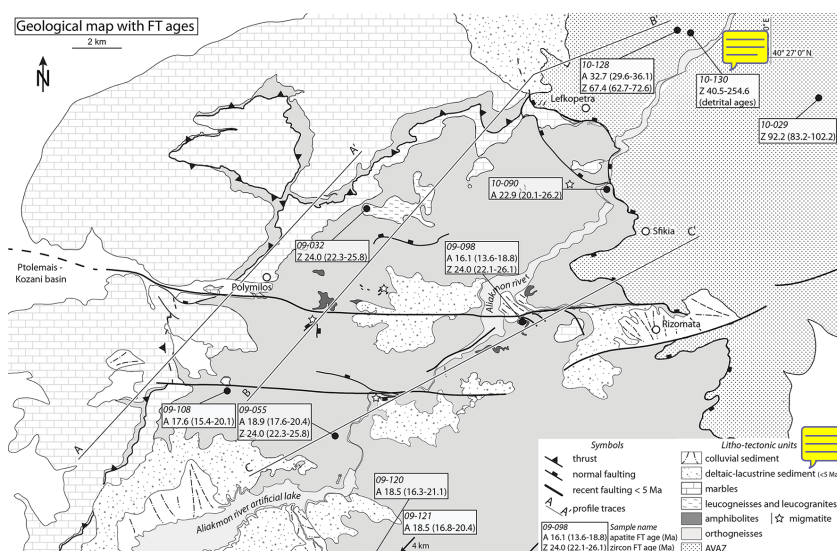 Geological map with FT ages
2 km
N
B'
0° E
40° 27' 0'' N
10-128
A 32.7 (29.6-36.1)
Z 67.4 (62.7-72.6)
10-130
Z 40.5-254.6
(detrital ages)
Lefkopetra
10-029
Z 92.2 (83.2-102.2)
A'
10-090
A 22.9 (20.1-26.2)
Sfikia
C'
09-032
Z 24.0 (22.3-25.8)
09-098
A 16.1 (13.6-18.8)
Z 24.0 (22.1-26.1)
Ptolemais -
Kozani basin
Polymilos
Aliakmon river
Rizomata
B
09-108
A 17.6 (15.4-20.1)
09-055
A 18.9 (17.6-20.4)
Z 24.0 (22.3-25.8)
A
C
09-120
A 18.5 (16.3-21.1)
09-121
A 18.5 (16.8-20.4)
4 km
Aliakmon river artificial lake
Symbols
thrust
normal faulting
recent faulting < 5 Ma
A A' profile traces
09-098 Sample name
A 16.1 (13.6-18.8) apatite FT age (Ma)
Z 24.0 (22.1-26.1) zircon FT age (Ma)
Litho-tectonic units
colluvial sediment
deltaic-lacustrine sediment (<5 Ma
marbles
leucogneisses and leucogranites
amphibolites migmatite
orthogneisses
AVAZ